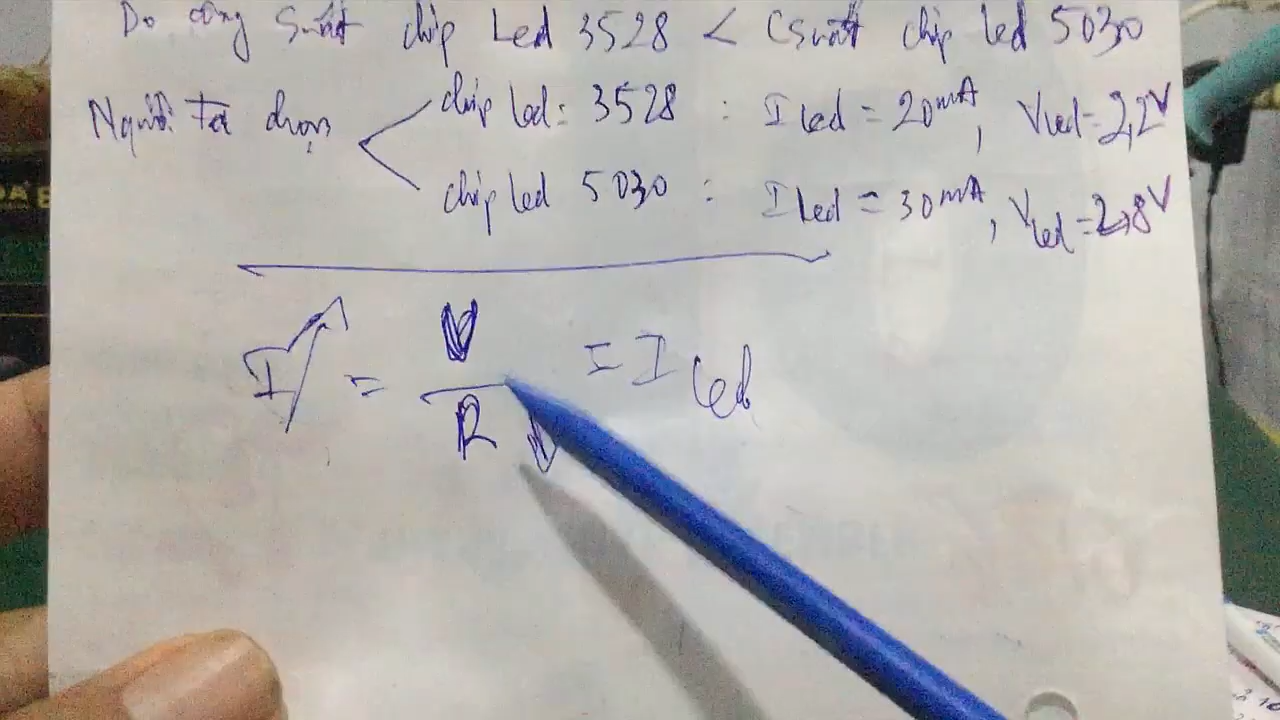 Do công suất chip Led 3528 < Csuất chip led 5030
Người ta chọn
chip led: 3528 : I led = 20mA, Vled = 2,2V
chip led 5030 : I led = 30mA, Vled = 2,8V
I = V / R = I led